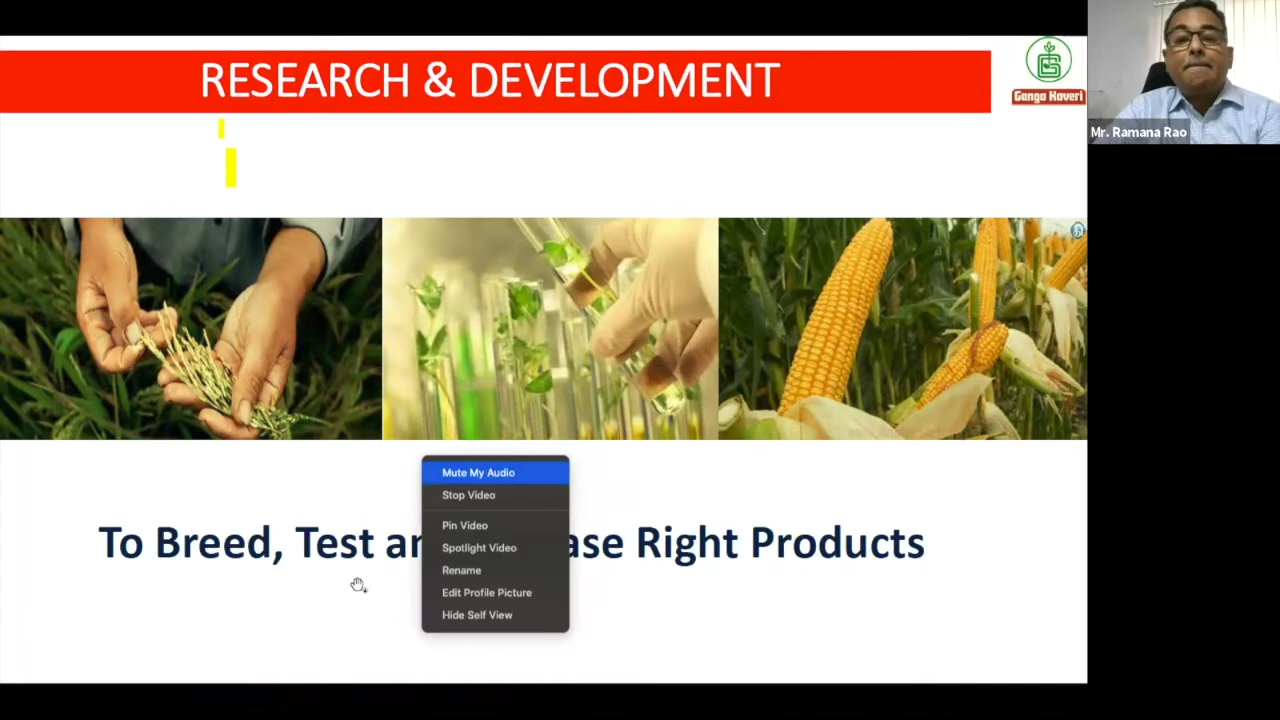 RESEARCH & DEVELOPMENT
Ganga Kaveri
Mr. Ramana Rao
Mute My Audio
Stop Video
Pin Video
Spotlight Video
Rename
Edit Profile Picture
Hide Self View
To Breed, Test an ase Right Products